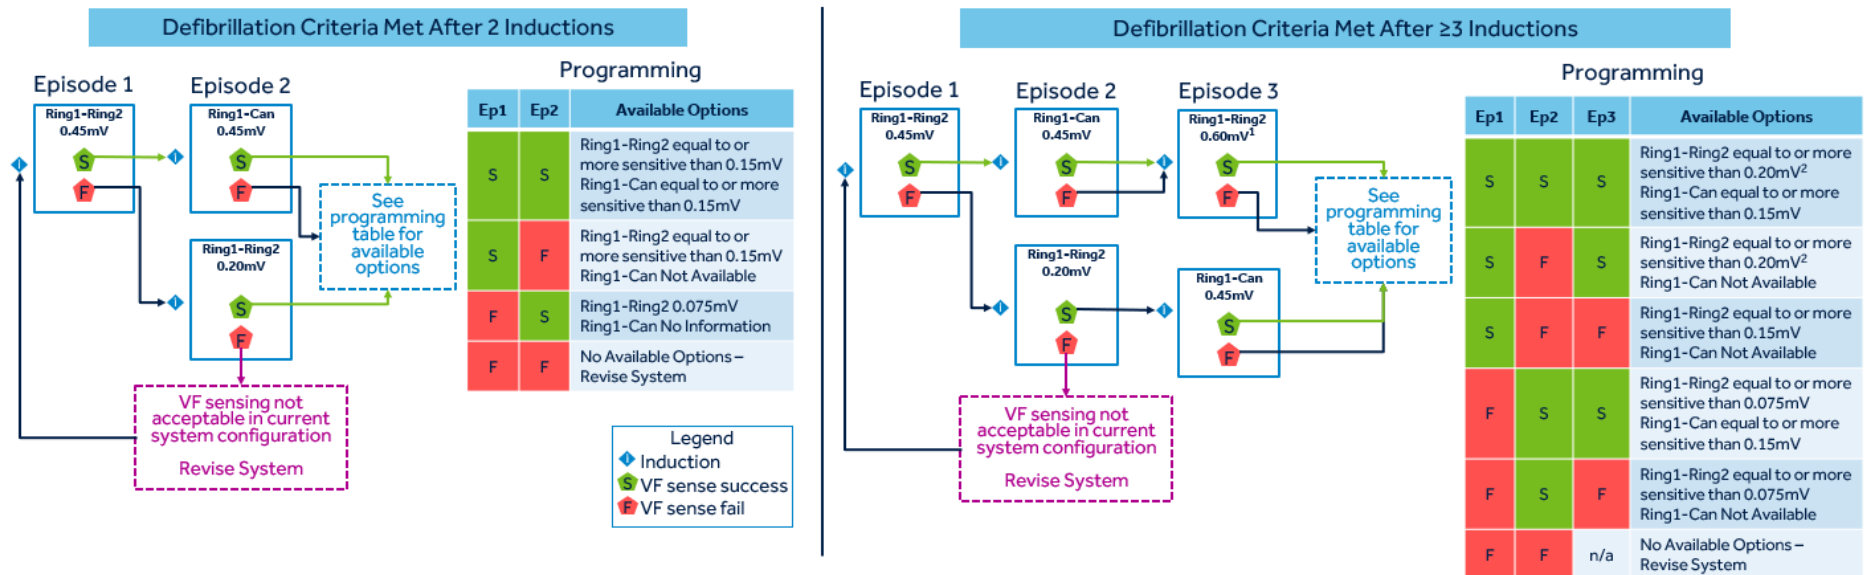 Defibrillation Criteria Met After 2 Inductions
Episode 1
Ring1-Ring2
0.45mV
S
F
Episode 2
Ring1-Can
0.45mV
S
F
Ring1-Ring2
0.20mV
S
F
See
programming
table for
available
options
VF sensing not
acceptable in current
system configuration
Revise System
Programming
Ep1 Ep2 Available Options
S S Ring1-Ring2 equal to or
more sensitive than 0.15mV
Ring1-Can equal to or more
sensitive than 0.15mV
S F Ring1-Ring2 equal to or
more sensitive than 0.15mV
Ring1-Can Not Available
F S Ring1-Ring2 0.075mV
Ring1-Can No Information
F F No Available Options –
Revise System
Legend
i Induction
S VF sense success
F VF sense fail
Defibrillation Criteria Met After ≥3 Inductions
Episode 1
Ring1-Ring2
0.45mV
S
F
Episode 2
Ring1-Can
0.45mV
S
F
Ring1-Ring2
0.20mV
S
F
Episode 3
Ring1-Ring2
0.60mV¹
S
F
Ring1-Can
0.45mV
S
F
See
programming
table for
available
options
VF sensing not
acceptable in current
system configuration
Revise System
Programming
Ep1 Ep2 Ep3 Available Options
S S S Ring1-Ring2 equal to or more
sensitive than 0.20mV²
Ring1-Can equal to or more
sensitive than 0.15mV
S F S Ring1-Ring2 equal to or more
sensitive than 0.20mV²
Ring1-Can Not Available
S F F Ring1-Ring2 equal to or more
sensitive than 0.15mV
Ring1-Can Not Available
F S S Ring1-Ring2 equal to or more
sensitive than 0.075mV
Ring1-Can equal to or more
sensitive than 0.15mV
F S F Ring1-Ring2 equal to or more
sensitive than 0.075mV
Ring1-Can Not Available
F F n/a No Available Options –
Revise System